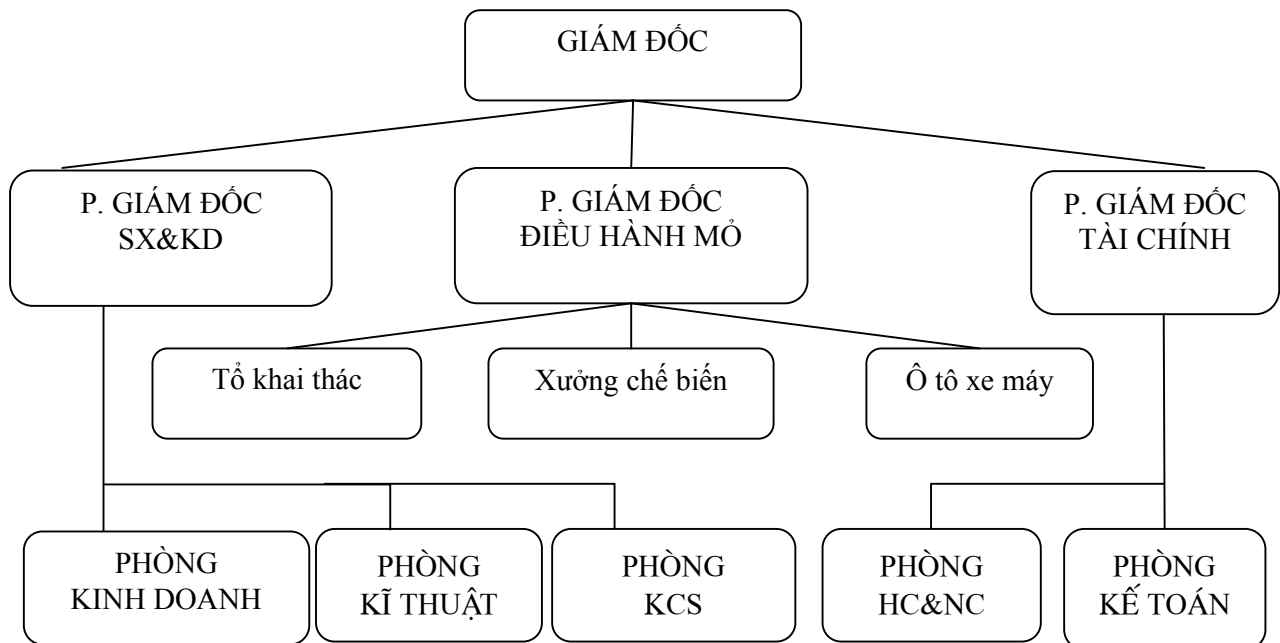 GIÁM ĐỐC
P. GIÁM ĐỐC
SX&KD
P. GIÁM ĐỐC
ĐIỀU HÀNH MỎ
P. GIÁM ĐỐC
TÀI CHÍNH
Tổ khai thác
Xưởng chế biến
Ô tô xe máy
PHÒNG
KINH DOANH
PHÒNG
KĨ THUẬT
PHÒNG
KCS
PHÒNG
HC&NC
PHÒNG
KẾ TOÁN